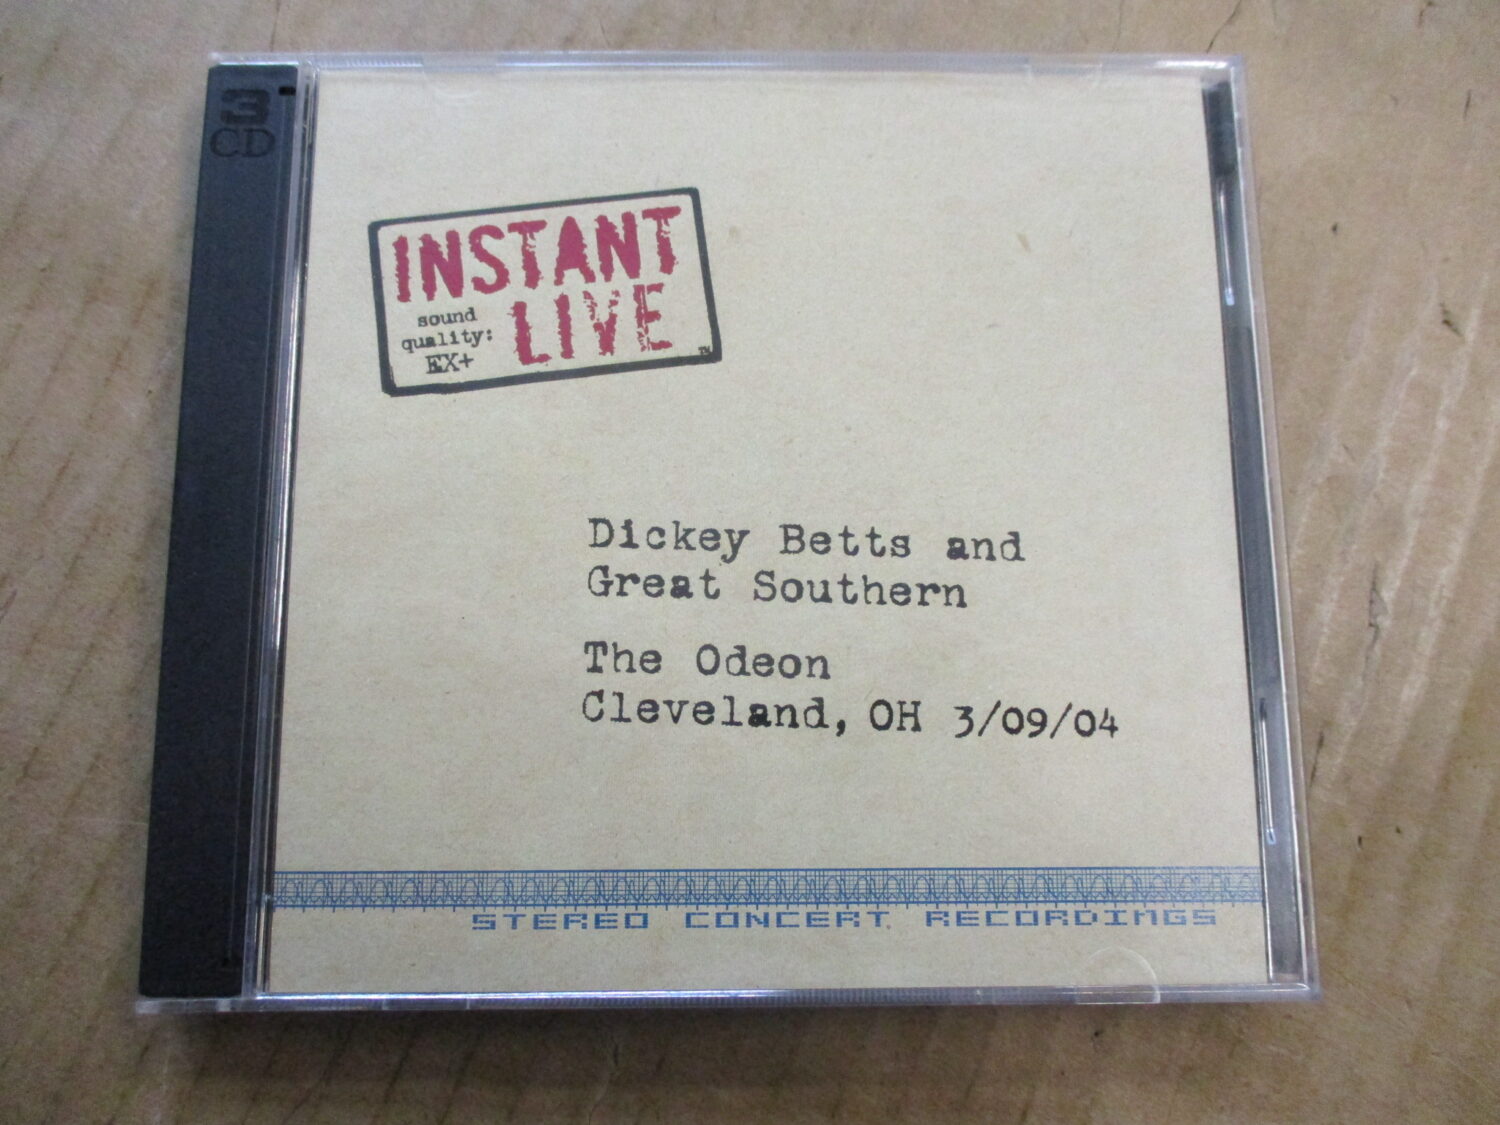 3
CD
INSTANT
LIVE
sound
quality:
EX+
TM
Dickey Betts and
Great Southern
The Odeon
Cleveland, OH 3/09/04
STEREO CONCERT RECORDINGS